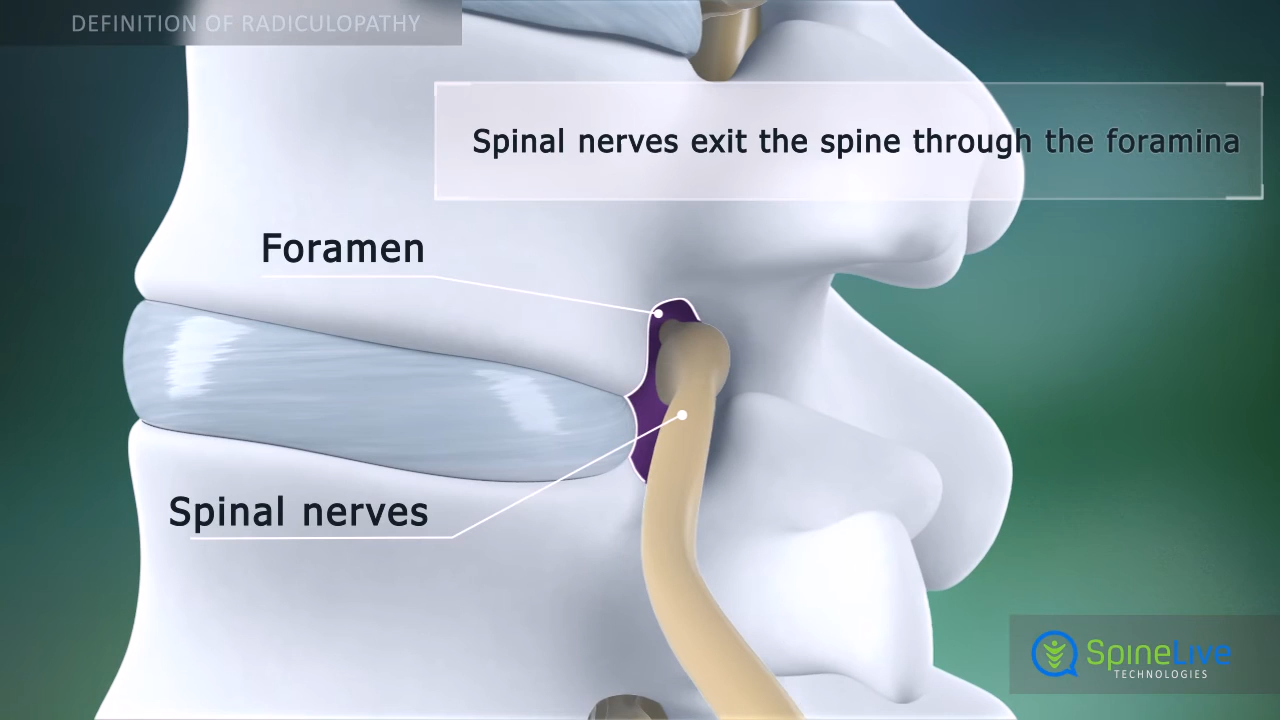 DEFINITION OF RADICULOPATHY
Spinal nerves exit the spine through the foramina
Foramen
Spinal nerves
SpineLive
TECHNOLOGIES